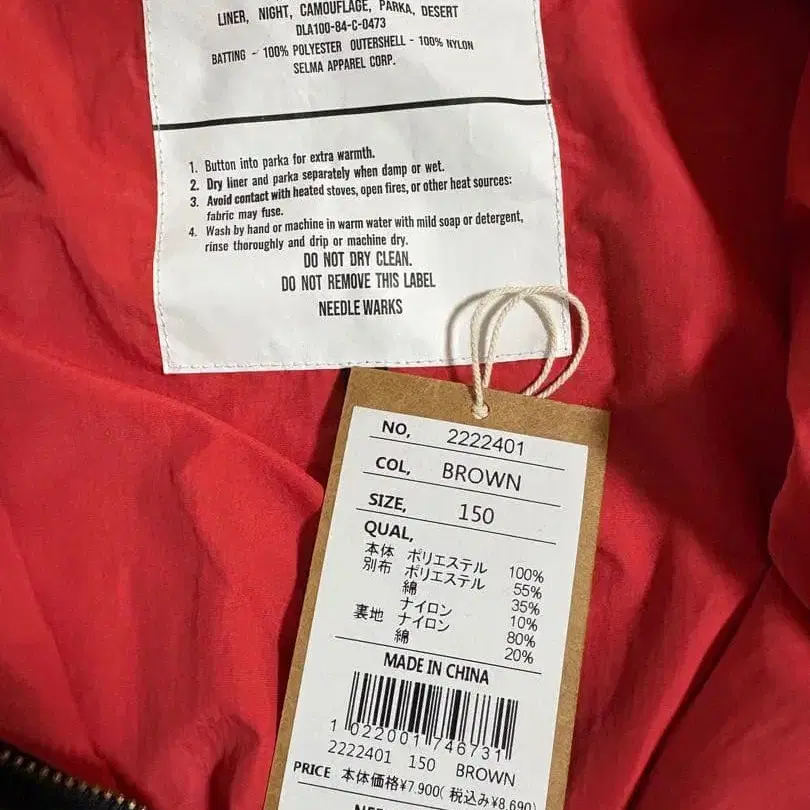 LINER, NIGHT, CAMOUFLAGE, PARKA, DESERT
DLA100-84-C-0473
BATTING - 100% POLYESTER OUTERSHELL - 100% NYLON
SELMA APPAREL CORP.
1. Button into parka for extra warmth.
2. Dry liner and parka separately when damp or wet.
3. Avoid contact with heated stoves, open fires, or other heat sources:
fabric may fuse.
4. Wash by hand or machine in warm water with mild soap or detergent,
rinse thoroughly and drip or machine dry.
DO NOT DRY CLEAN.
DO NOT REMOVE THIS LABEL
NEEDLE WARKS
NO, 2222401
COL, BROWN
SIZE, 150
QUAL,
本体 ポリエステル 100%
別布 ポリエステル 55%
綿 35%
ナイロン 10%
裏地 ナイロン 80%
綿 20%
MADE IN CHINA
1 022001 746731
2222401 150 BROWN
PRICE 本体価格¥7,900( 税込み¥8,690)